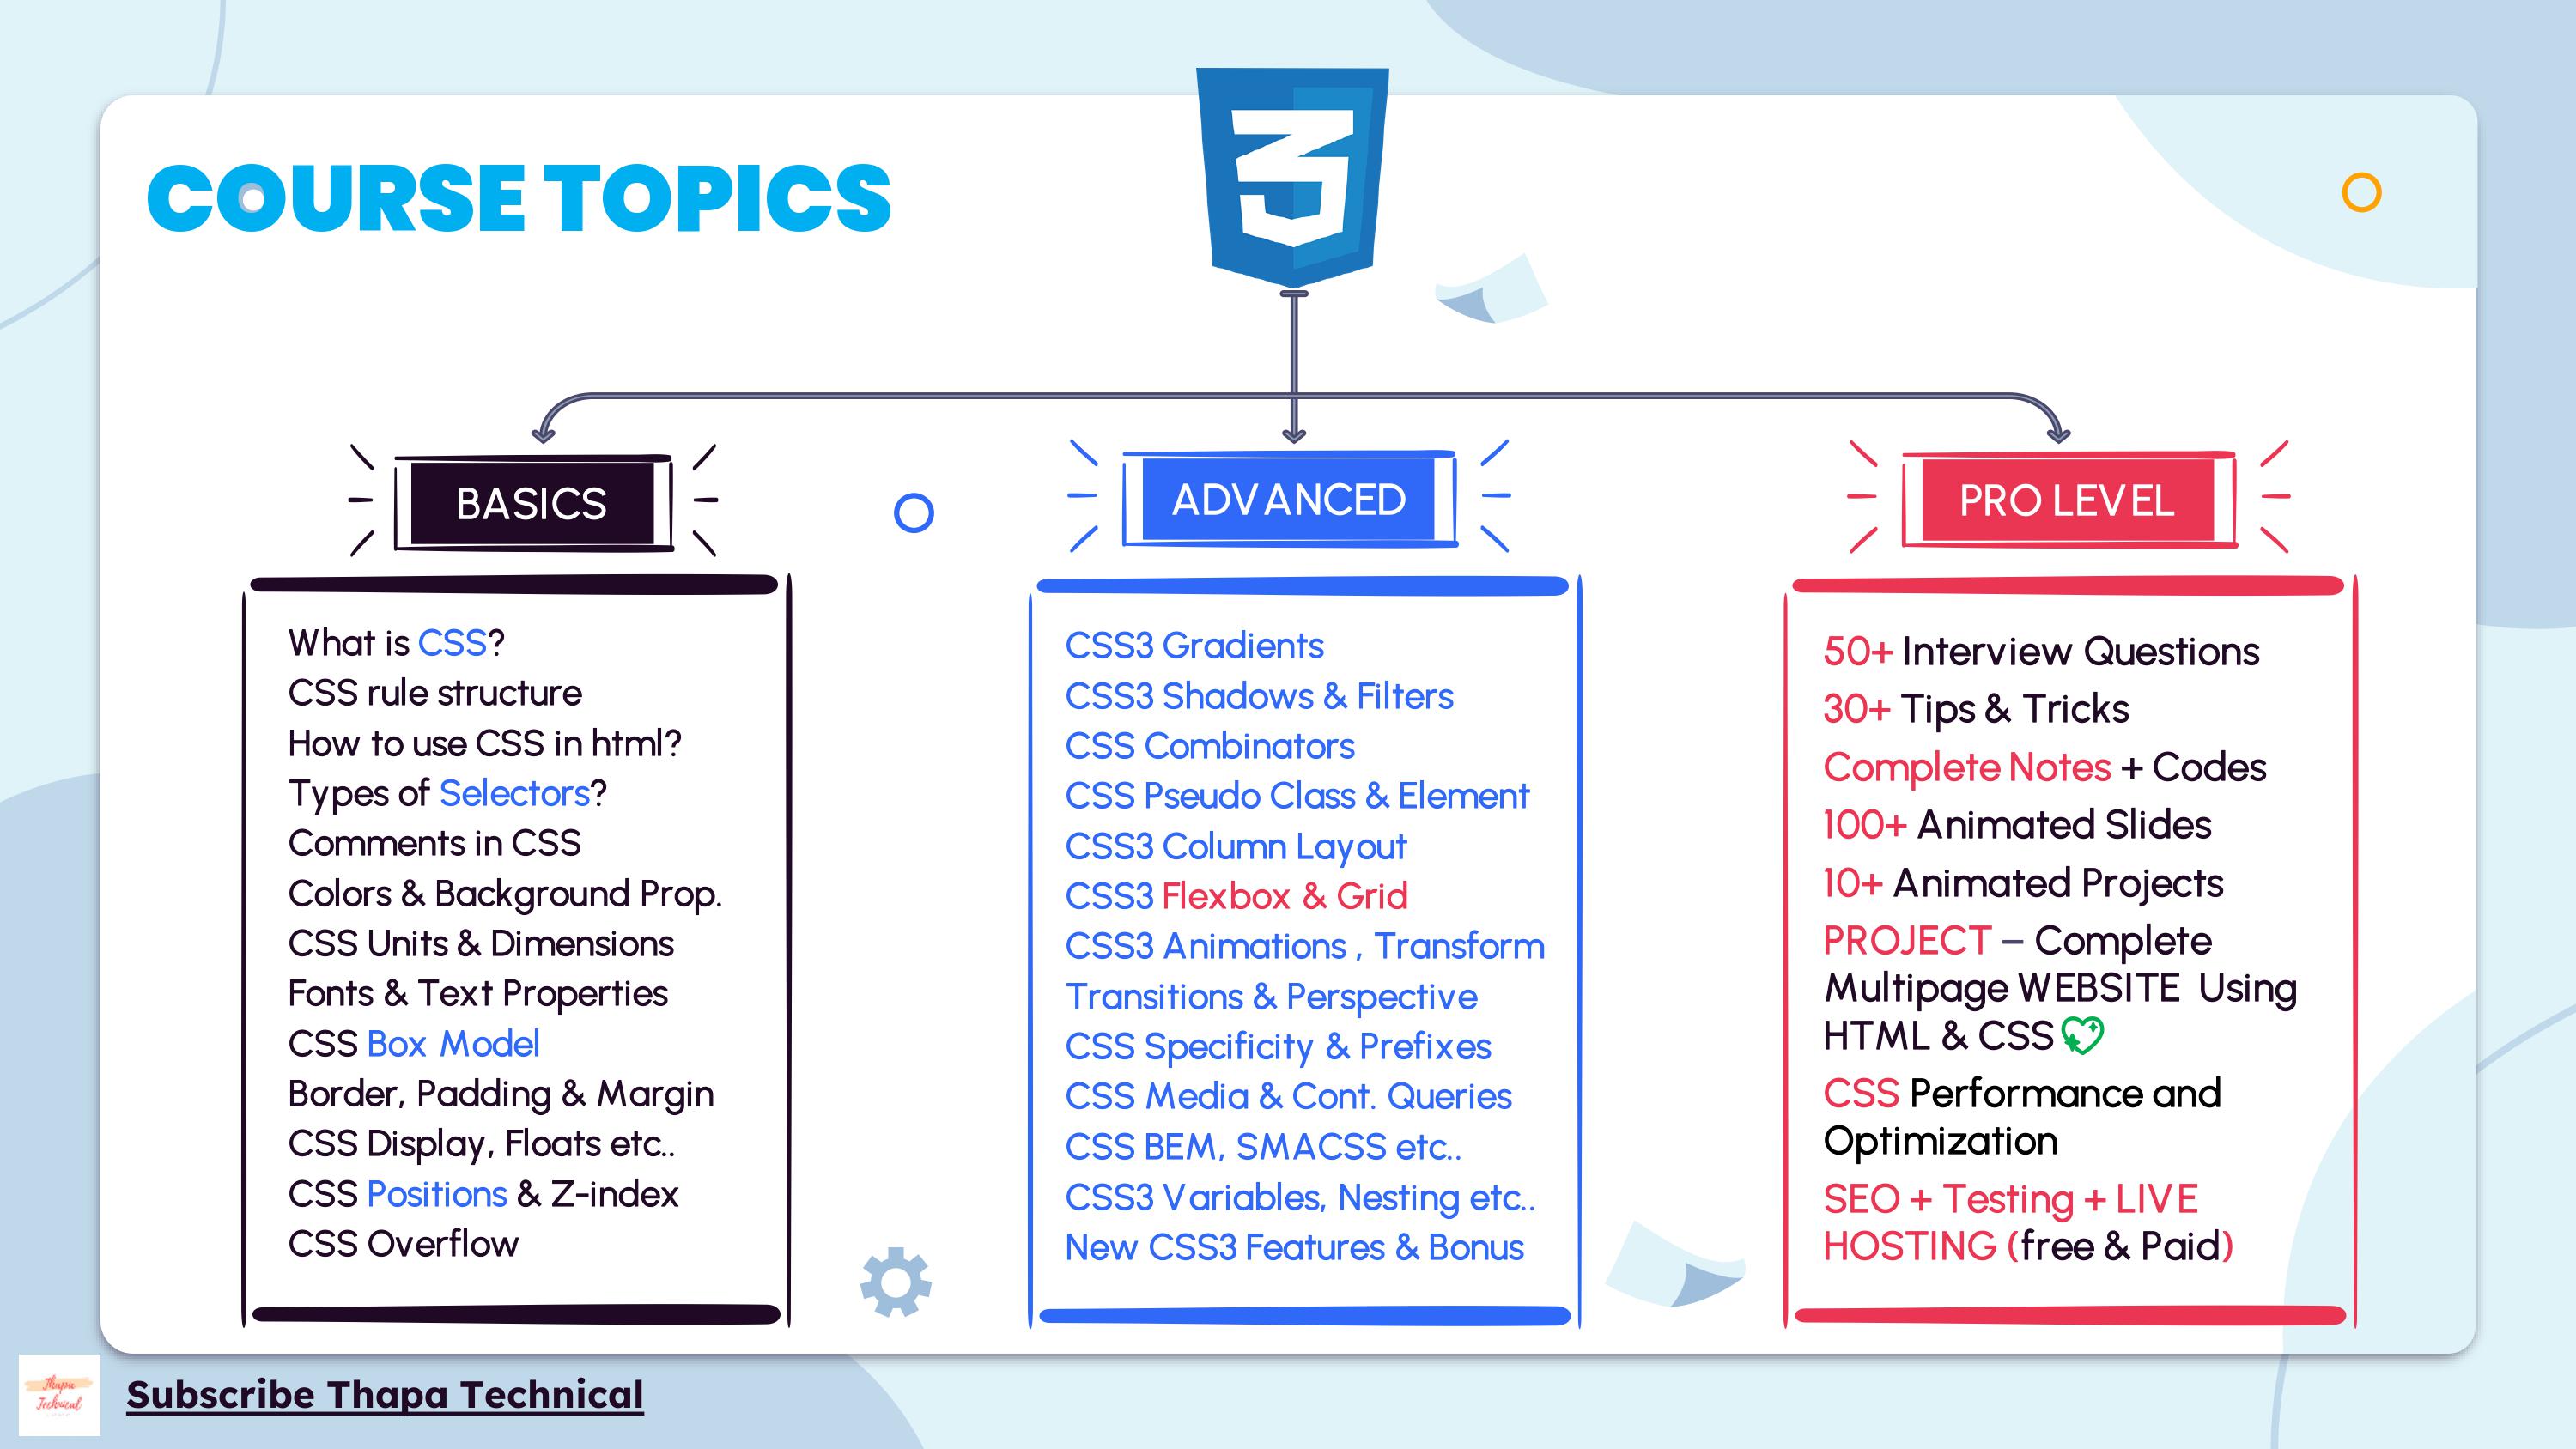 COURSE TOPICS
BASICS
What is CSS?
CSS rule structure
How to use CSS in html?
Types of Selectors?
Comments in CSS
Colors & Background Prop.
CSS Units & Dimensions
Fonts & Text Properties
CSS Box Model
Border, Padding & Margin
CSS Display, Floats etc..
CSS Positions & Z-index
CSS Overflow
ADVANCED
CSS3 Gradients
CSS3 Shadows & Filters
CSS Combinators
CSS Pseudo Class & Element
CSS3 Column Layout
CSS3 Flexbox & Grid
CSS3 Animations , Transform
Transitions & Perspective
CSS Specificity & Prefixes
CSS Media & Cont. Queries
CSS BEM, SMACSS etc..
CSS3 Variables, Nesting etc..
New CSS3 Features & Bonus
PRO LEVEL
50+ Interview Questions
30+ Tips & Tricks
Complete Notes + Codes
100+ Animated Slides
10+ Animated Projects
PROJECT – Complete
Multipage WEBSITE Using
HTML & CSS
CSS Performance and
Optimization
SEO + Testing + LIVE
HOSTING (free & Paid)
Thapa
Technical
Subscribe Thapa Technical